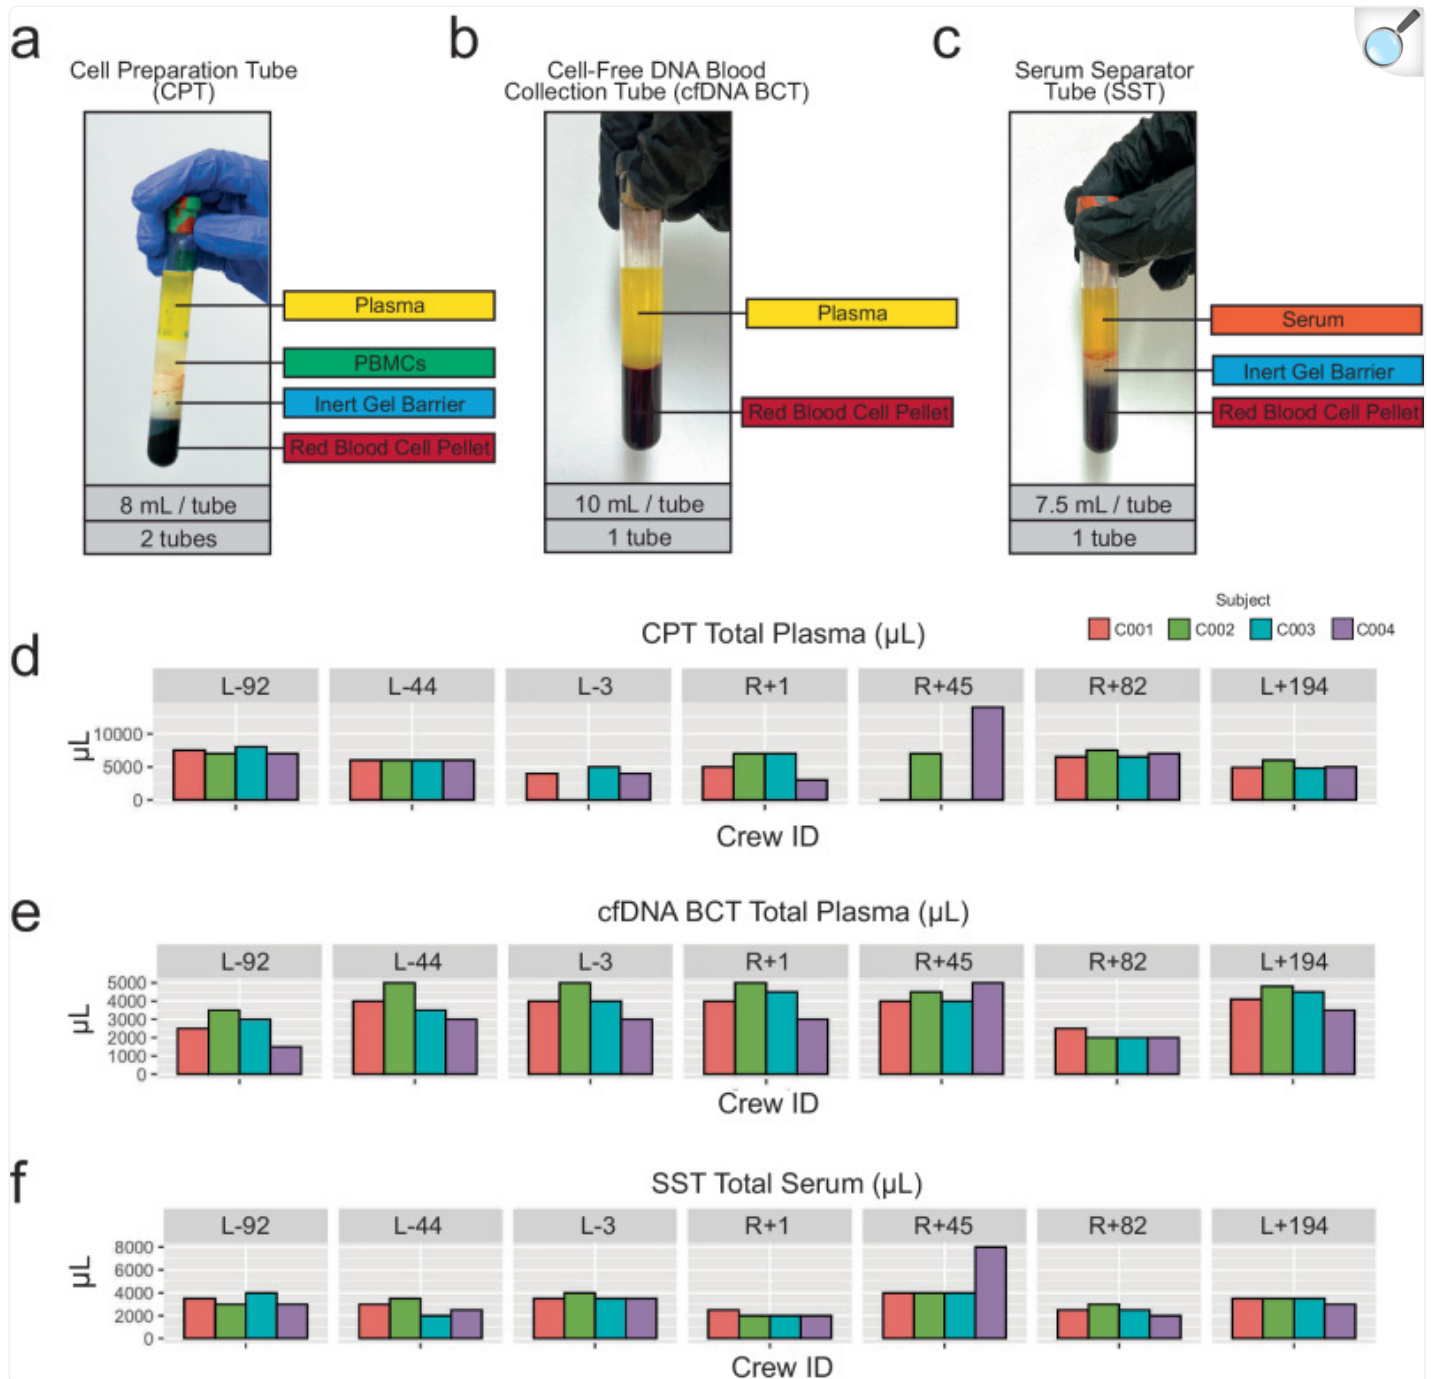 a
Cell Preparation Tube
(CPT)
Plasma
PBMCs
Inert Gel Barrier
Red Blood Cell Pellet
8 mL / tube
2 tubes
b
Cell-Free DNA Blood
Collection Tube (cfDNA BCT)
Plasma
Red Blood Cell Pellet
10 mL / tube
1 tube
c
Serum Separator
Tube (SST)
Serum
Inert Gel Barrier
Red Blood Cell Pellet
7.5 mL / tube
1 tube
Subject
C001 C002 C003 C004
d
CPT Total Plasma (µL)
L-92 L-44 L-3 R+1 R+45 R+82 L+194
µL
10000
5000
0
Crew ID
e
cfDNA BCT Total Plasma (µL)
L-92 L-44 L-3 R+1 R+45 R+82 L+194
µL
5000
4000
3000
2000
1000
0
Crew ID
f
SST Total Serum (µL)
L-92 L-44 L-3 R+1 R+45 R+82 L+194
µL
8000
6000
4000
2000
0
Crew ID